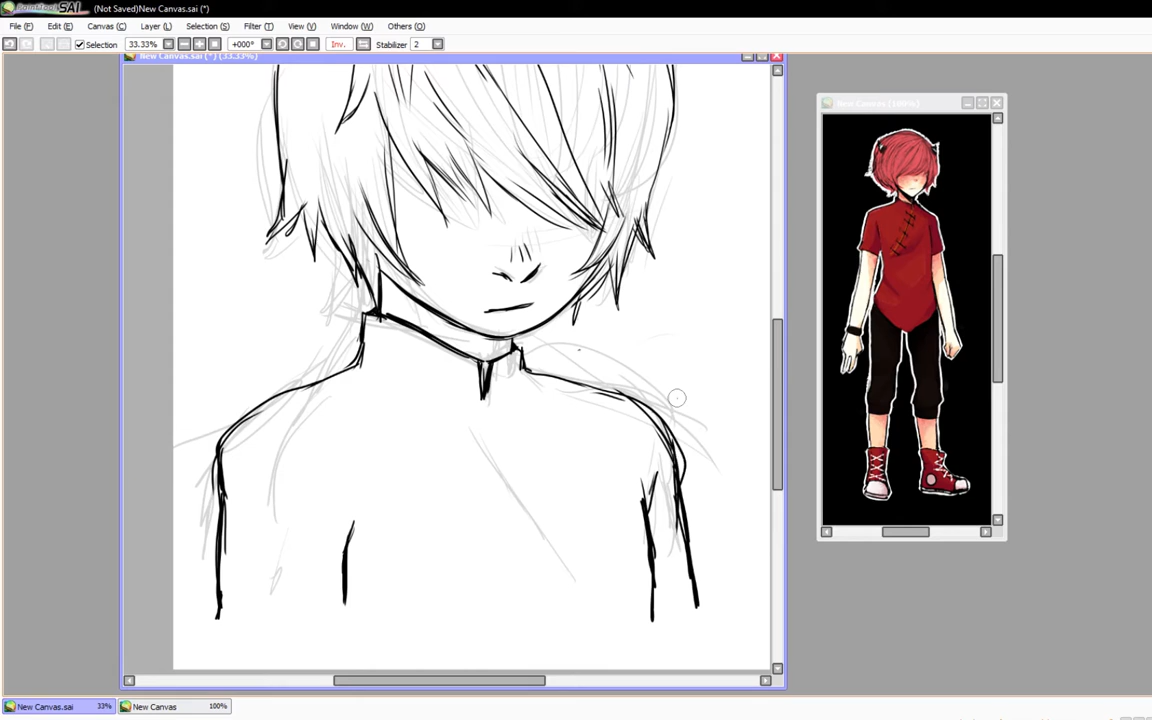 PaintTool SAI (Not Saved)New Canvas.sai (*)
File (F) Edit (E) Canvas (C) Layer (L) Selection (S) Filter (T) View (V) Window (W) Others (O)
Selection 33.33% +000° Inv. Stabilizer 2
New Canvas.sai (*) (33.33%)
New Canvas (100%)
New Canvas.sai 33% New Canvas 100%